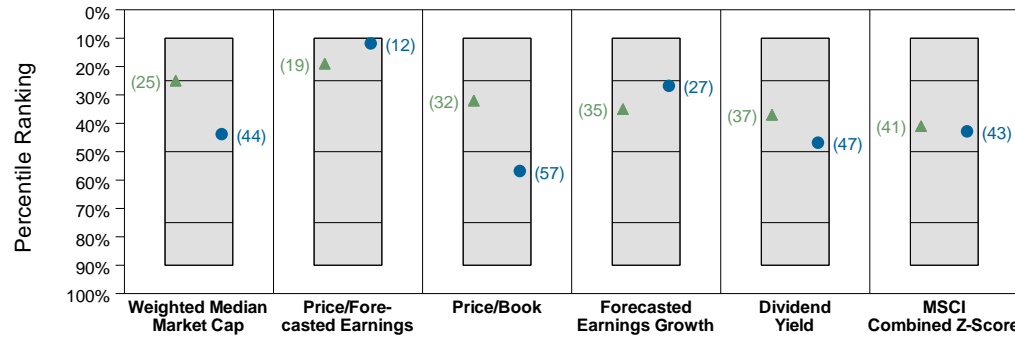 Percentile Ranking
0%
10%
20%
30%
40%
50%
60%
70%
80%
90%
100%
(25)
(44)
(19)
(12)
(32)
(57)
(35)
(27)
(37)
(47)
(41)
(43)
Weighted Median
Market Cap
Price/Fore-
casted Earnings
Price/Book
Forecasted
Earnings Growth
Dividend
Yield
MSCI
Combined Z-Score